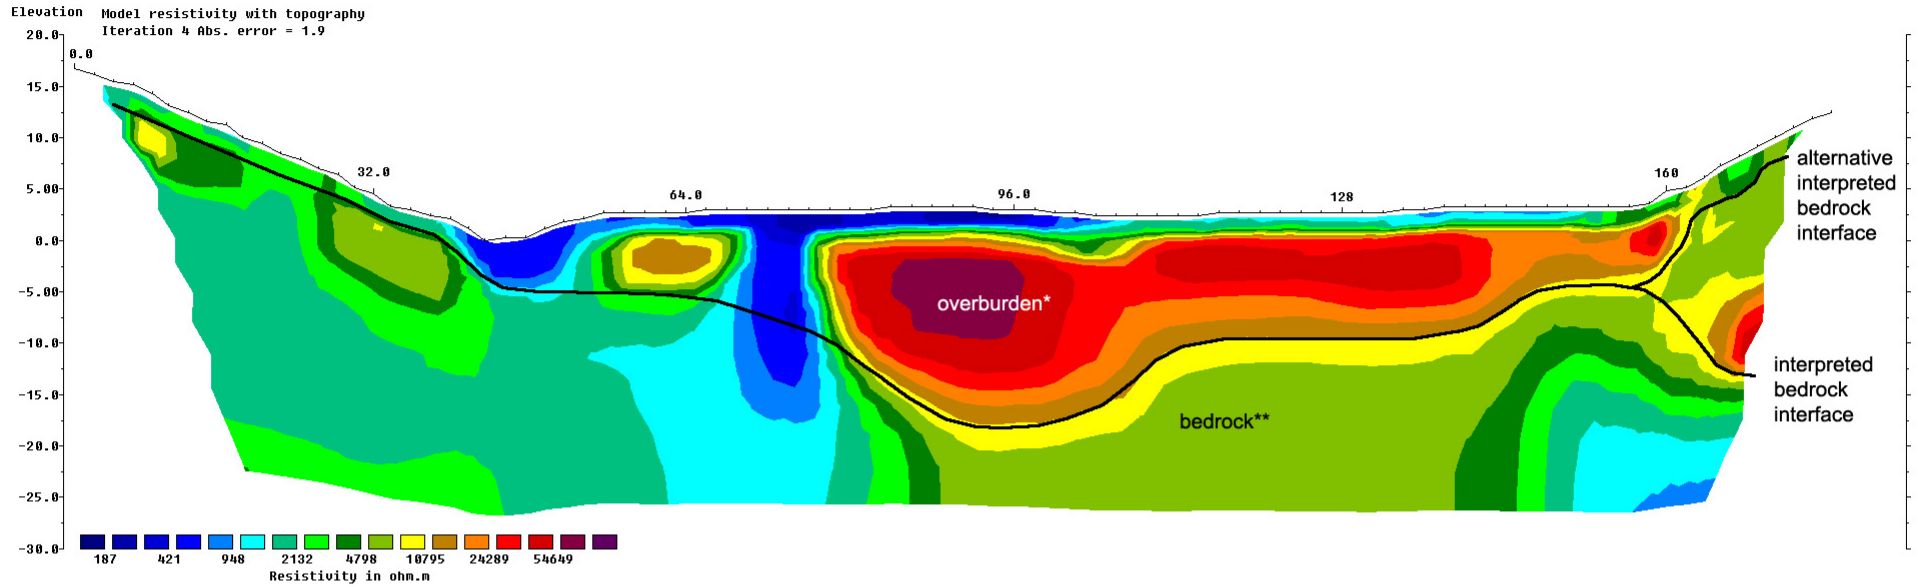 Elevation Model resistivity with topography
Iteration 4 Abs. error = 1.9
20.0
0.0
15.0
10.0
32.0
5.00
64.0
96.0
128
160
0.0
-5.00
-10.0
-15.0
-20.0
-25.0
-30.0
alternative
interpreted
bedrock
interface
overburden*
bedrock**
interpreted
bedrock
interface
187 421 948 2132 4798 10795 24289 54649
Resistivity in ohm.m